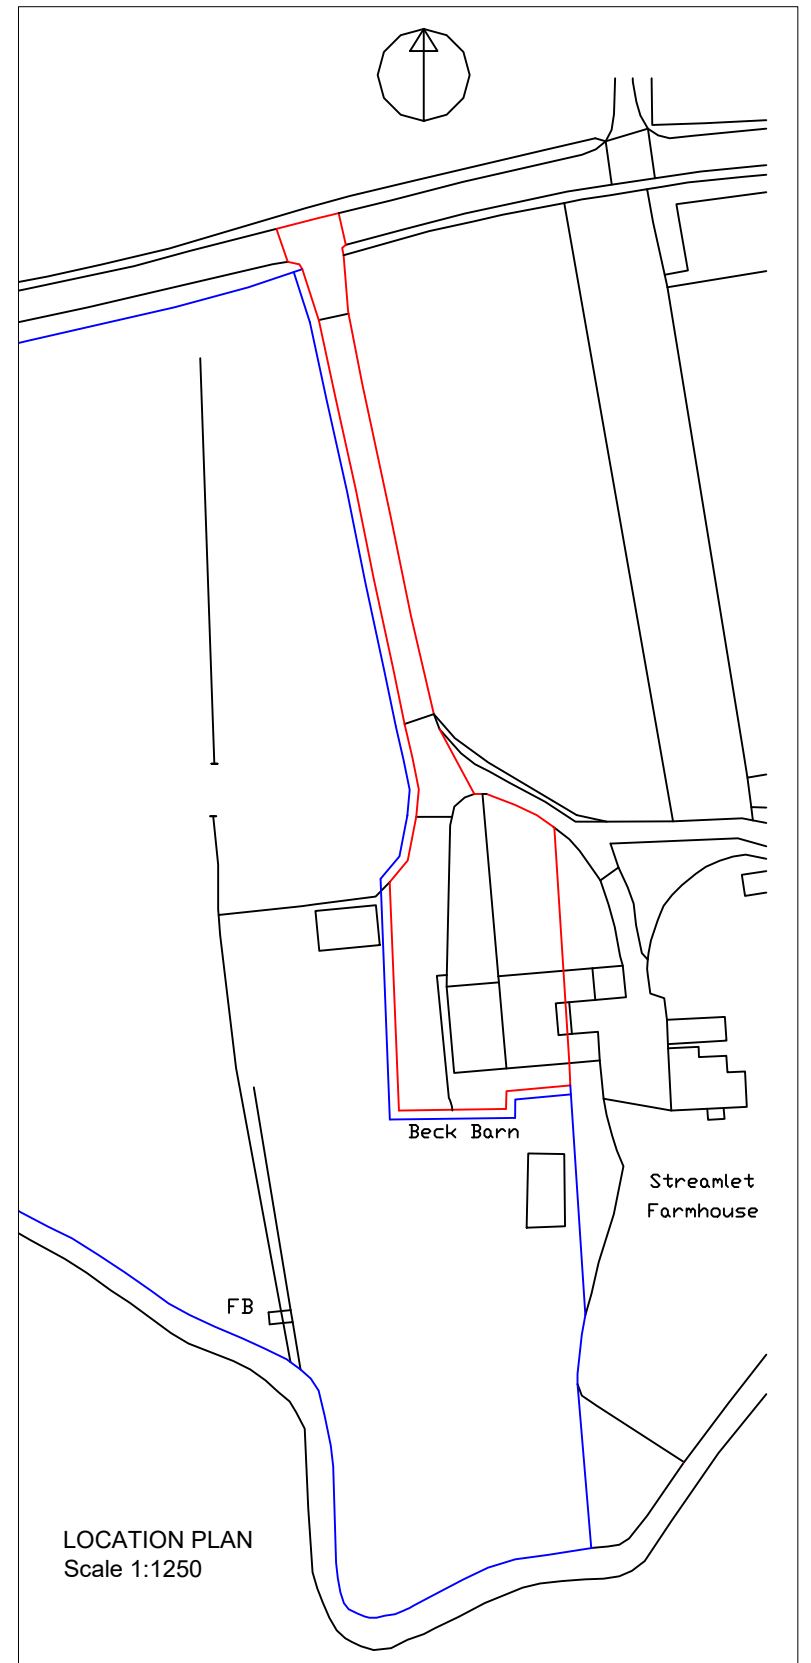 Beck Barn
Streamlet
Farmhouse
FB
LOCATION PLAN
Scale 1:1250